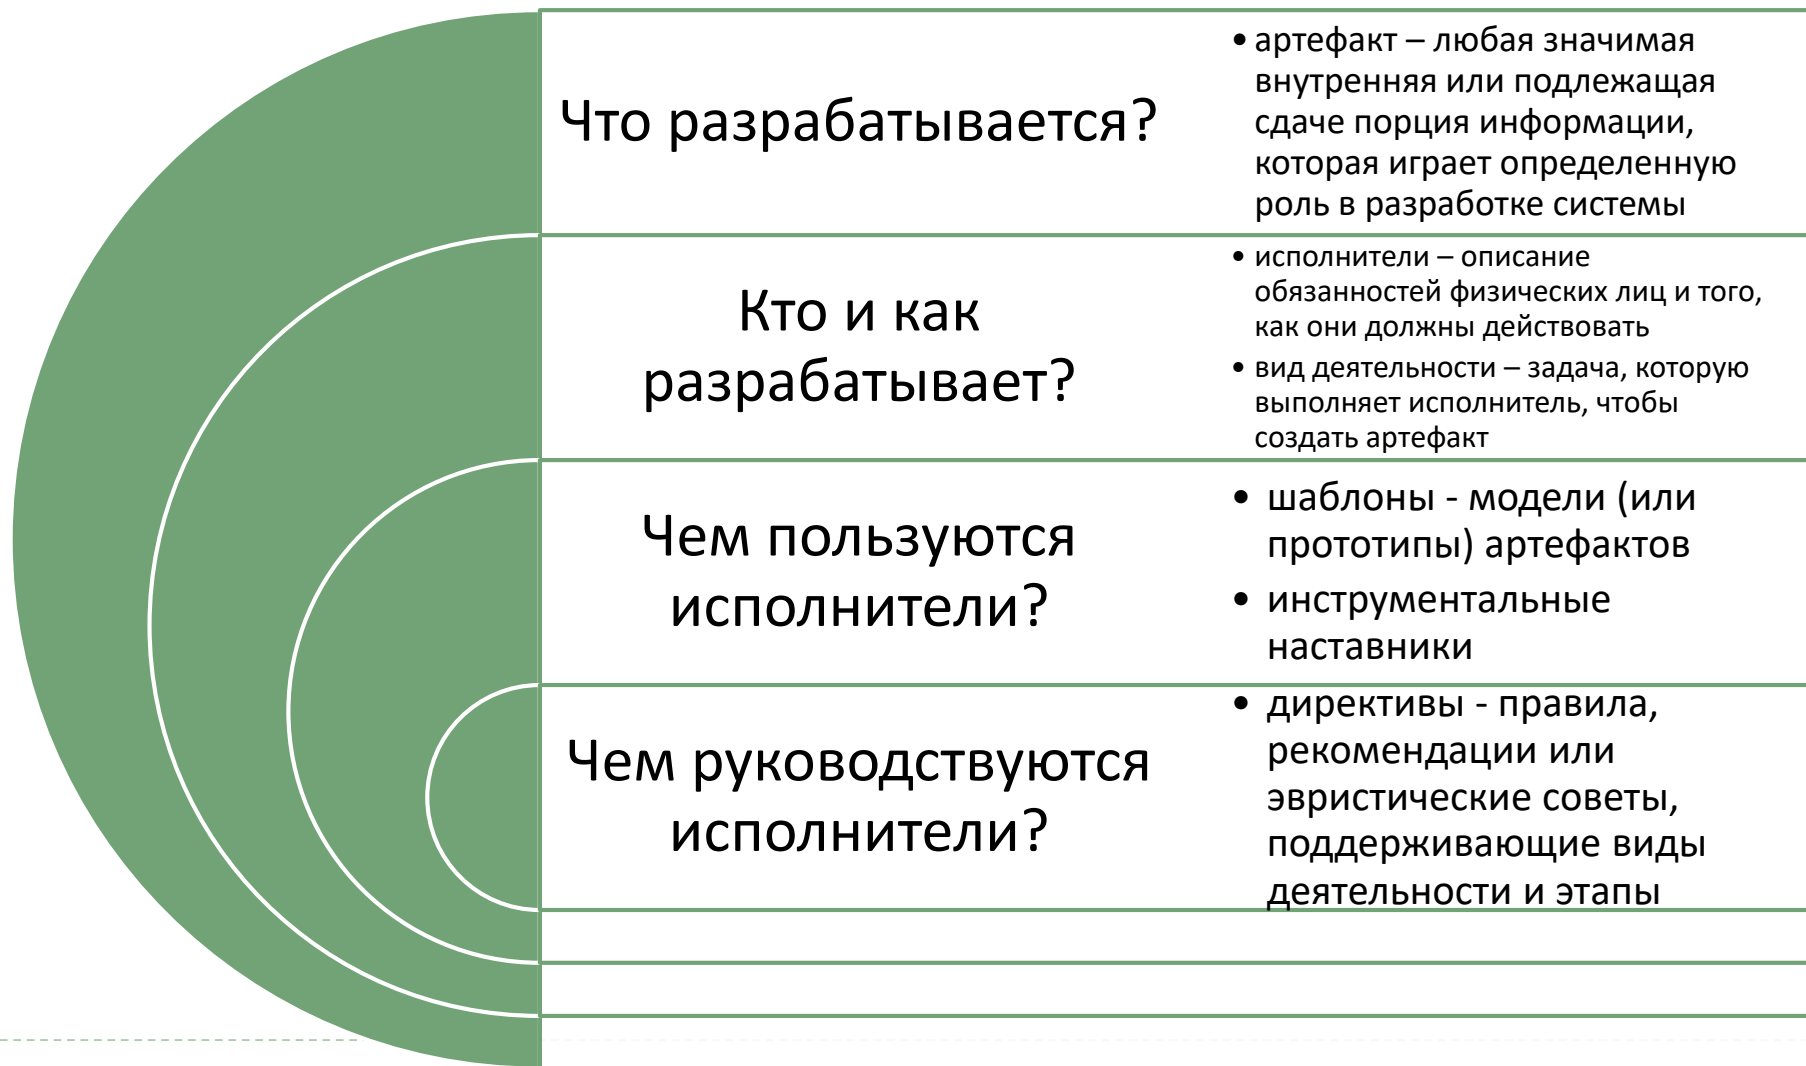 Что разрабатывается?
• артефакт – любая значимая
внутренняя или подлежащая
сдаче порция информации,
которая играет определенную
роль в разработке системы
Кто и как
разрабатывает?
• исполнители – описание
обязанностей физических лиц и того,
как они должны действовать
• вид деятельности – задача, которую
выполняет исполнитель, чтобы
создать артефакт
Чем пользуются
исполнители?
• шаблоны - модели (или
прототипы) артефактов
• инструментальные
наставники
Чем руководствуются
исполнители?
• директивы - правила,
рекомендации или
эвристические советы,
поддерживающие виды
деятельности и этапы